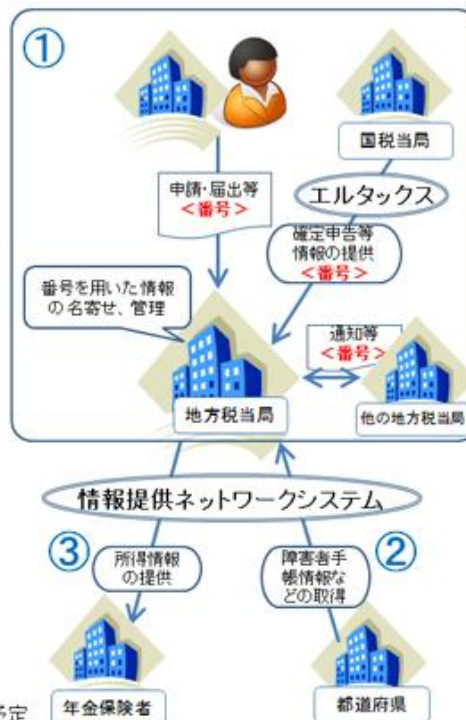 ①
国税当局
申請・届出等
＜番号＞
エルタックス
確定申告等
情報の提供
＜番号＞
番号を用いた情報
の名寄せ、管理
通知等
＜番号＞
地方税当局
他の地方税当局
情報提供ネットワークシステム
③
所得情報
の提供
障害者手
帳情報な
どの取得
②
予定
年金保険者
都道府県